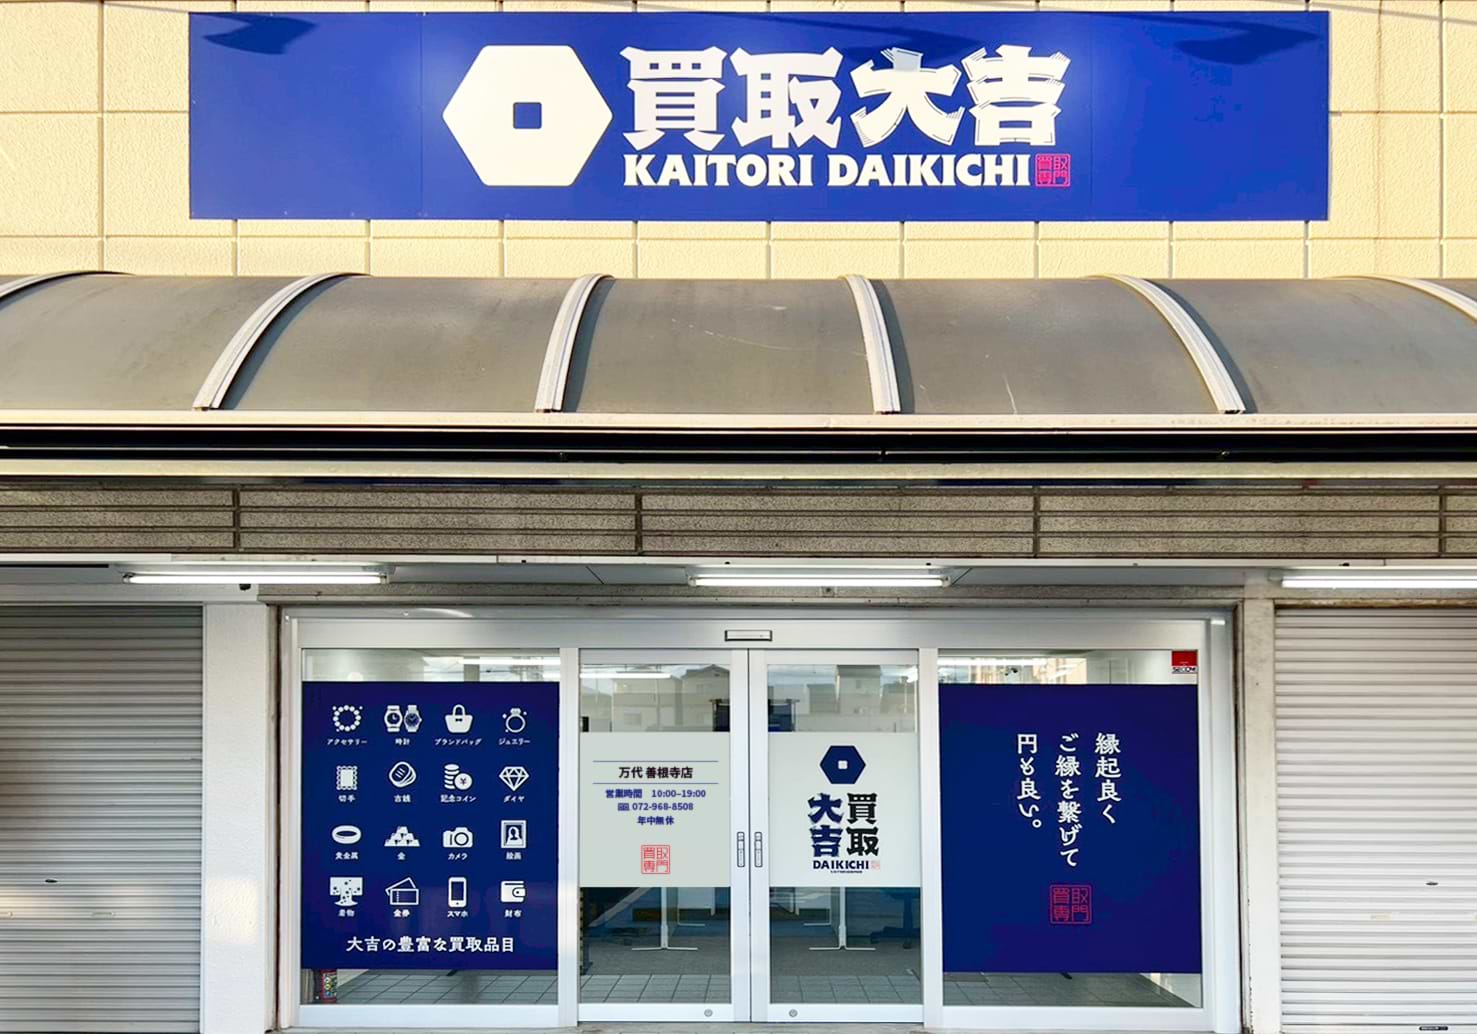 買取大吉
KAITORI DAIKICHI
買取
専門
SECOM
アクセサリー
時計
ブランドバッグ
ジュエリー
切手
古銭
記念コイン
ダイヤ
貴金属
金
カメラ
絵画
着物
金券
スマホ
財布
大吉の豊富な買取品目
万代 善根寺店
営業時間 10:00–19:00
072-968-8508
年中無休
買取
専門
買取
大吉
DAIKICHI
縁起良く
ご縁を繋げて
円も良い。
買取
専門